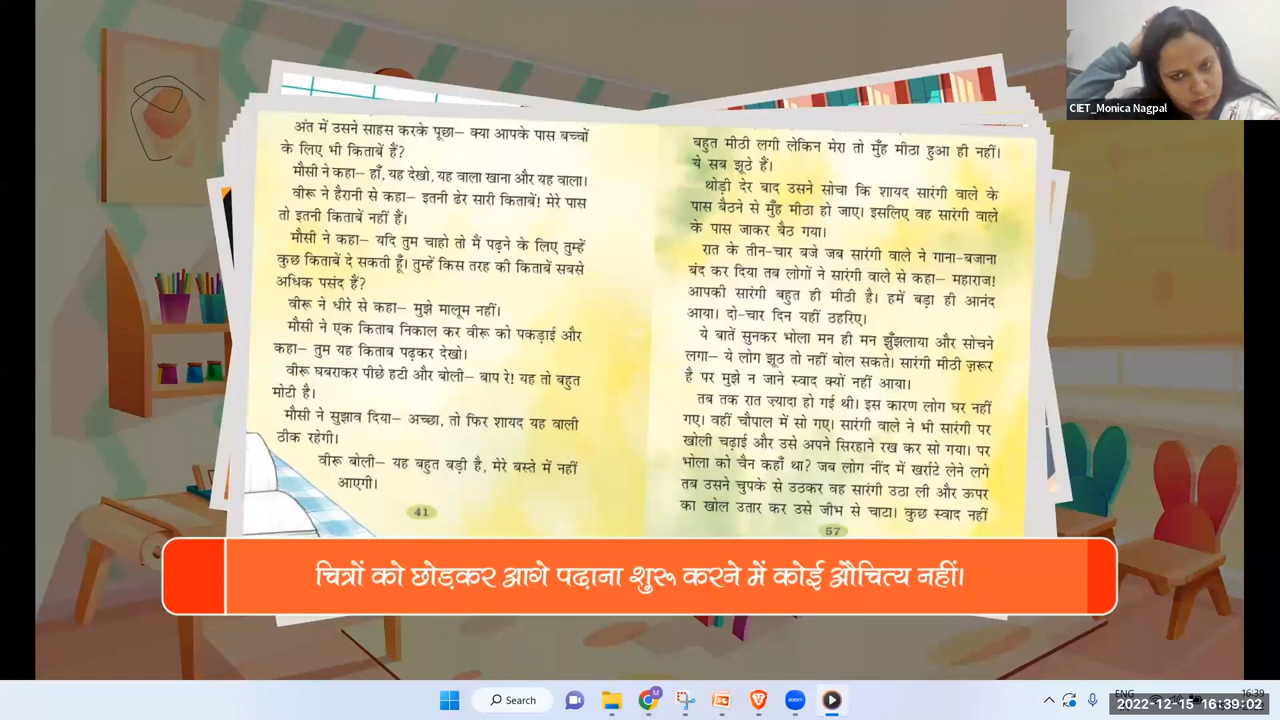 CIET_Monica Nagpal
अंत में उसने साहस करके पूछा– क्या आपके पास बच्चों
के लिए भी किताबें हैं?
मौसी ने कहा– हाँ, यह देखो, यह वाला खाना और यह वाला।
वीरू ने हैरानी से कहा– इतनी ढेर सारी किताबें! मेरे पास
तो इतनी किताबें नहीं हैं।
मौसी ने कहा– यदि तुम चाहो तो मैं पढ़ने के लिए तुम्हें
कुछ किताबें दे सकती हूँ। तुम्हें किस तरह की किताबें सबसे
अधिक पसंद हैं?
वीरू ने धीरे से कहा– मुझे मालूम नहीं।
मौसी ने एक किताब निकाल कर वीरू को पकड़ाई और
कहा– तुम यह किताब पढ़कर देखो।
वीरू घबराकर पीछे हटी और बोली– बाप रे! यह तो बहुत
मोटी है।
मौसी ने सुझाव दिया– अच्छा, तो फिर शायद यह वाली
ठीक रहेगी।
वीरू बोली– यह बहुत बड़ी है, मेरे बस्ते में नहीं
आएगी।
41
बहुत मीठी लगी लेकिन मेरा तो मुँह मीठा हुआ ही नहीं।
ये सब झूठे हैं।
थोड़ी देर बाद उसने सोचा कि शायद सारंगी वाले के
पास बैठने से मुँह मीठा हो जाए। इसलिए वह सारंगी वाले
के पास जाकर बैठ गया।
रात के तीन-चार बजे जब सारंगी वाले ने गाना-बजाना
बंद कर दिया तब लोगों ने सारंगी वाले से कहा– महाराज!
आपकी सारंगी बहुत ही मीठी है। हमें बड़ा ही आनंद
आया। दो-चार दिन यहीं ठहरिए।
ये बातें सुनकर भोला मन ही मन झुँझलाया और सोचने
लगा– ये लोग झूठ तो नहीं बोल सकते। सारंगी मीठी ज़रूर
है पर मुझे न जाने स्वाद क्यों नहीं आया।
तब तक रात ज़्यादा हो गई थी। इस कारण लोग घर नहीं
गए। वहीं चौपाल में सो गए। सारंगी वाले ने भी सारंगी पर
खोली चढ़ाई और उसे अपने सिरहाने रख कर सो गया। पर
भोला को चैन कहाँ था? जब लोग नींद में खर्राटे लेने लगे
तब उसने चुपके से उठकर वह सारंगी उठा ली और ऊपर
का खोल उतार कर उसे जीभ से चाटा। कुछ स्वाद नहीं
57
चित्रों को छोड़कर आगे पढ़ाना शुरू करने में कोई औचित्य नहीं।
Search
ENG
16:39
2022-12-15 16:39:02